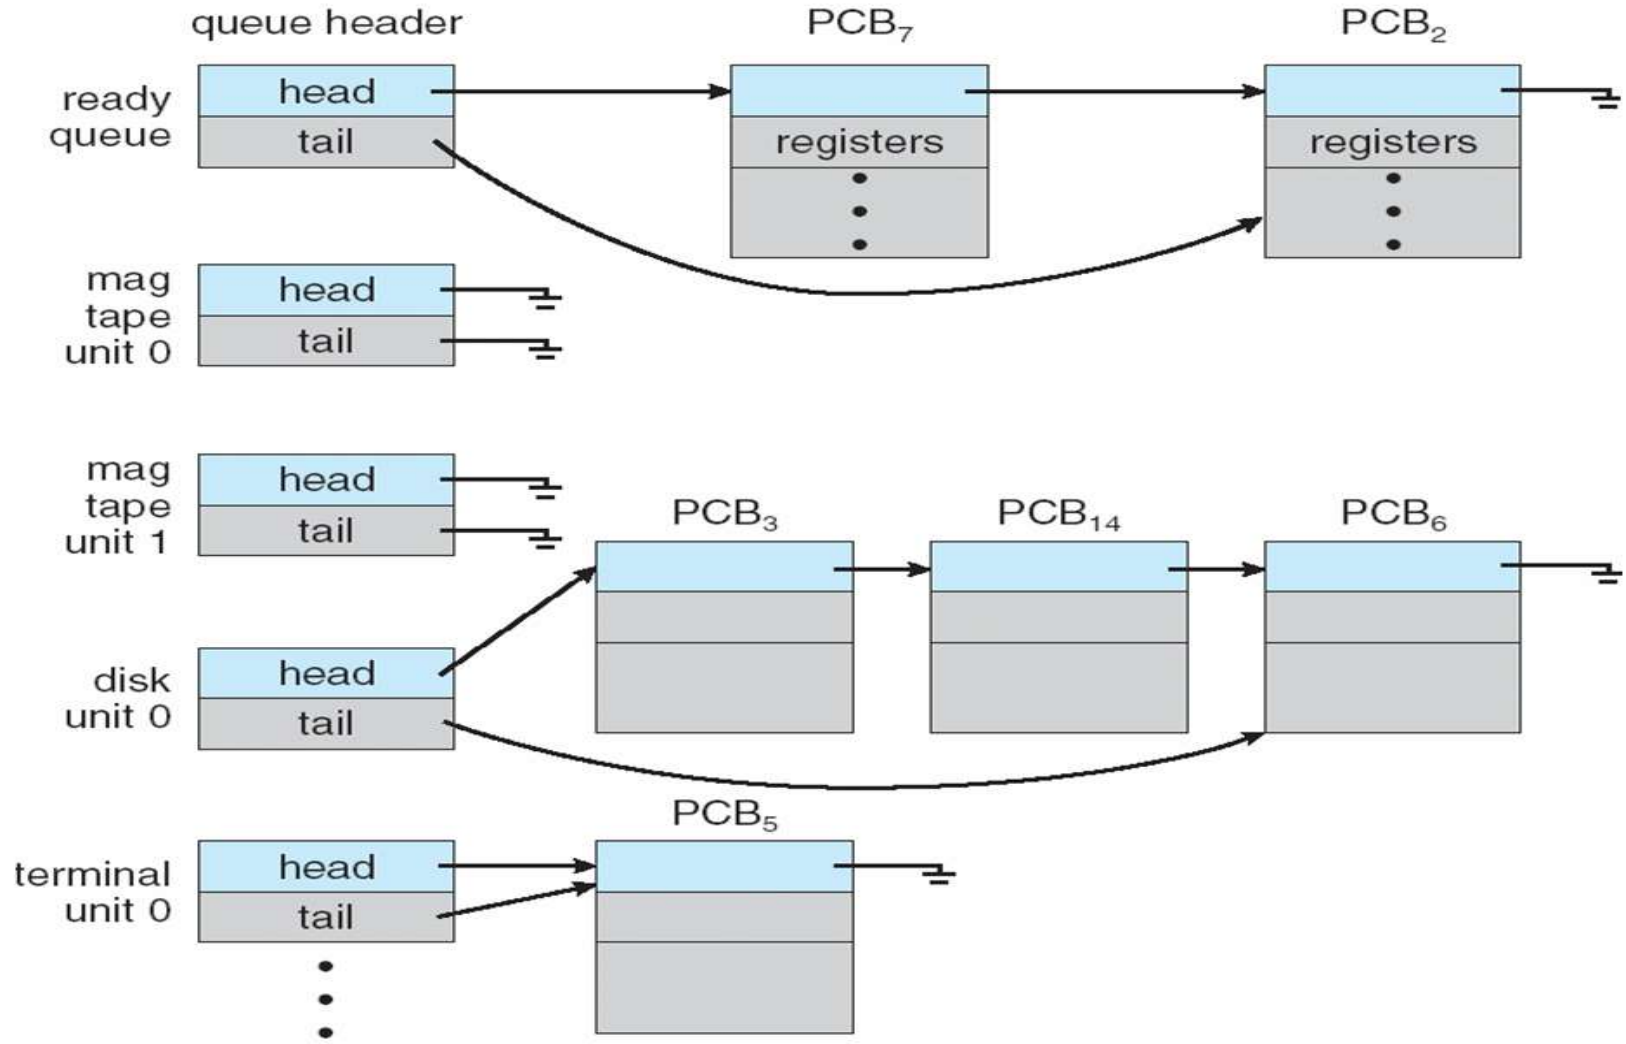 queue header
PCB₇
PCB₂
ready
queue
head
tail
registers
registers
mag
tape
unit 0
head
tail
mag
tape
unit 1
head
tail
PCB₃
PCB₁₄
PCB₆
disk
unit 0
head
tail
PCB₅
terminal
unit 0
head
tail